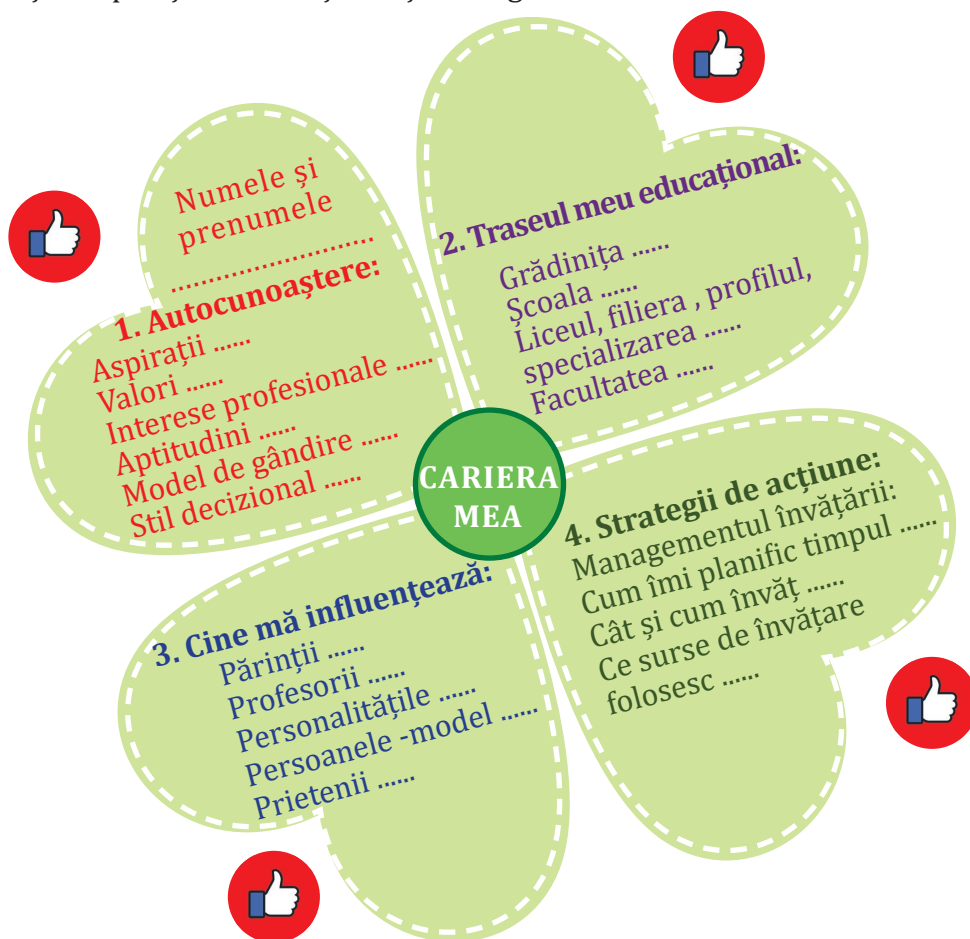 Numele și
prenumele
........................
1. Autocunoaștere:
Aspirații ......
Valori ......
Interese profesionale ......
Aptitudini ......
Model de gândire ......
Stil decizional ......
2. Traseul meu educațional:
Grădinița ......
Școala ......
Liceul, filiera , profilul,
specializarea ......
Facultatea ......
CARIERA
MEA
3. Cine mă influențează:
Părinții ......
Profesorii ......
Personalitățile ......
Persoanele -model ......
Prietenii ......
4. Strategii de acțiune:
Managementul învățării:
Cum îmi planific timpul ......
Cât și cum învăț ......
Ce surse de învățare
folosesc ......